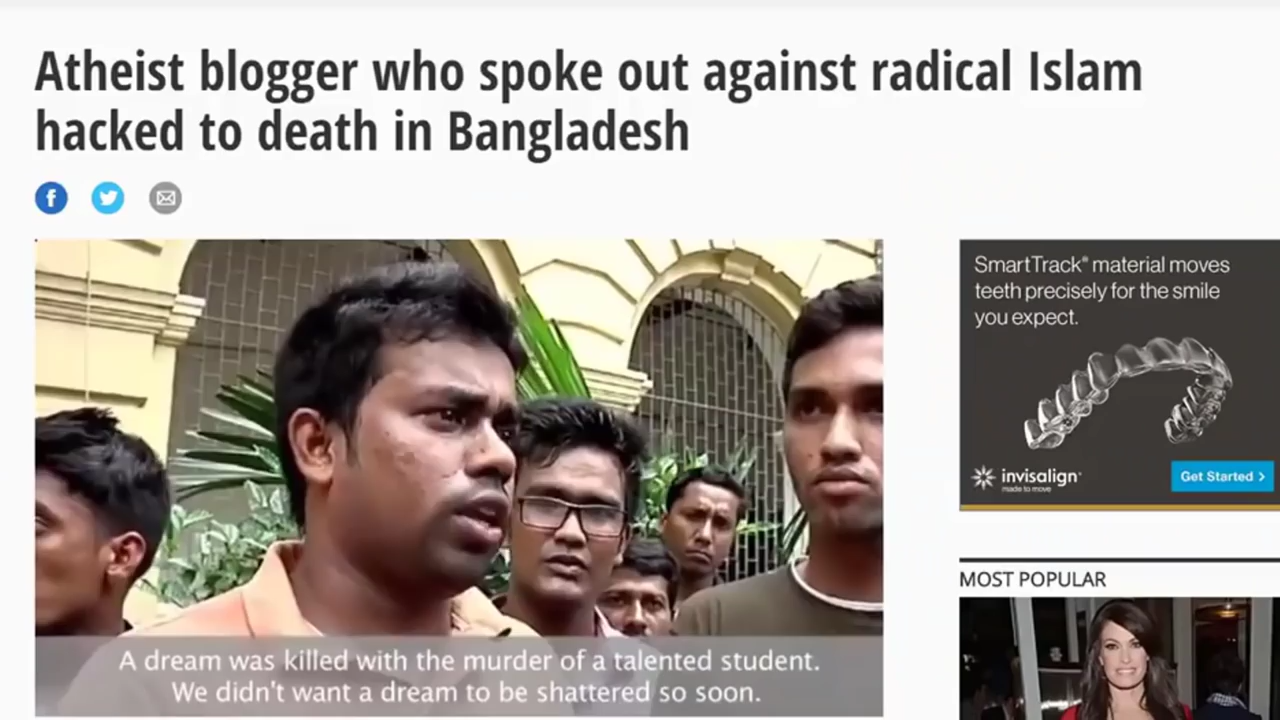 Atheist blogger who spoke out against radical Islam
hacked to death in Bangladesh
A dream was killed with the murder of a talented student.
We didn't want a dream to be shattered so soon.
SmartTrack® material moves
teeth precisely for the smile
you expect.
invisalign
made to move
Get Started >
MOST POPULAR